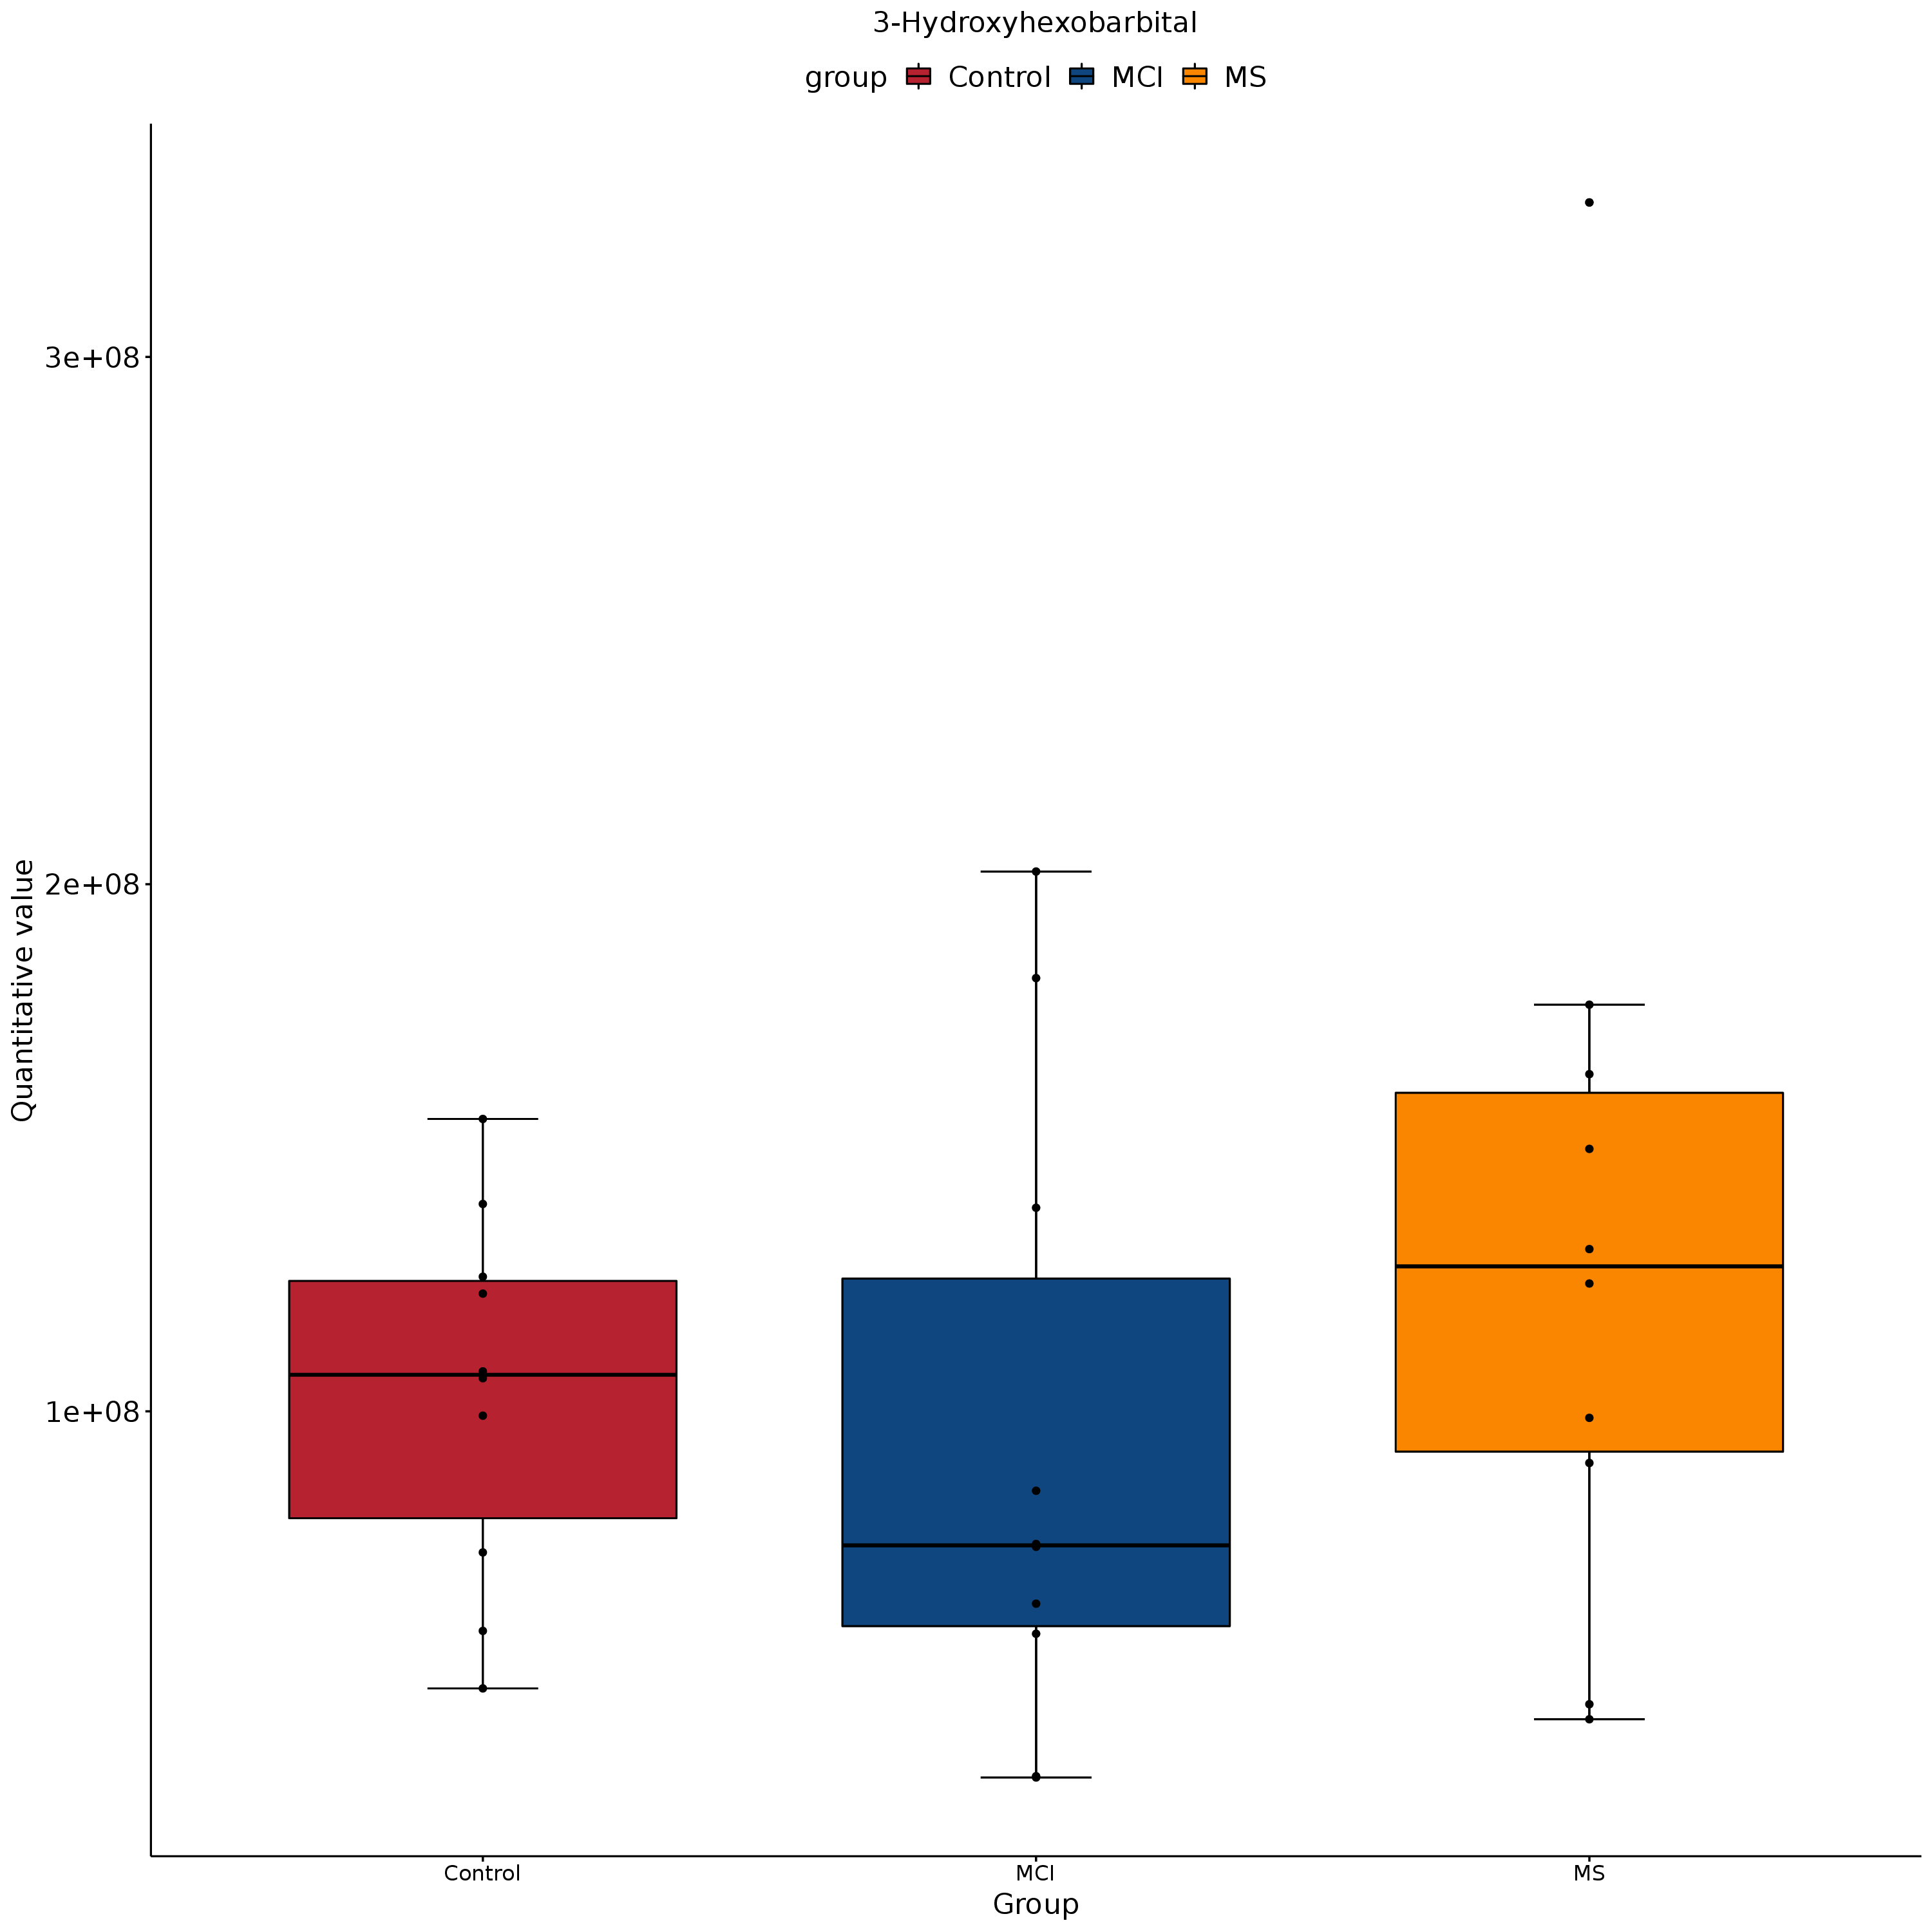 3-Hydroxyhexobarbital
group Control MCI MS
Quantitative value
3e+08
2e+08
1e+08
Control MCI MS
Group